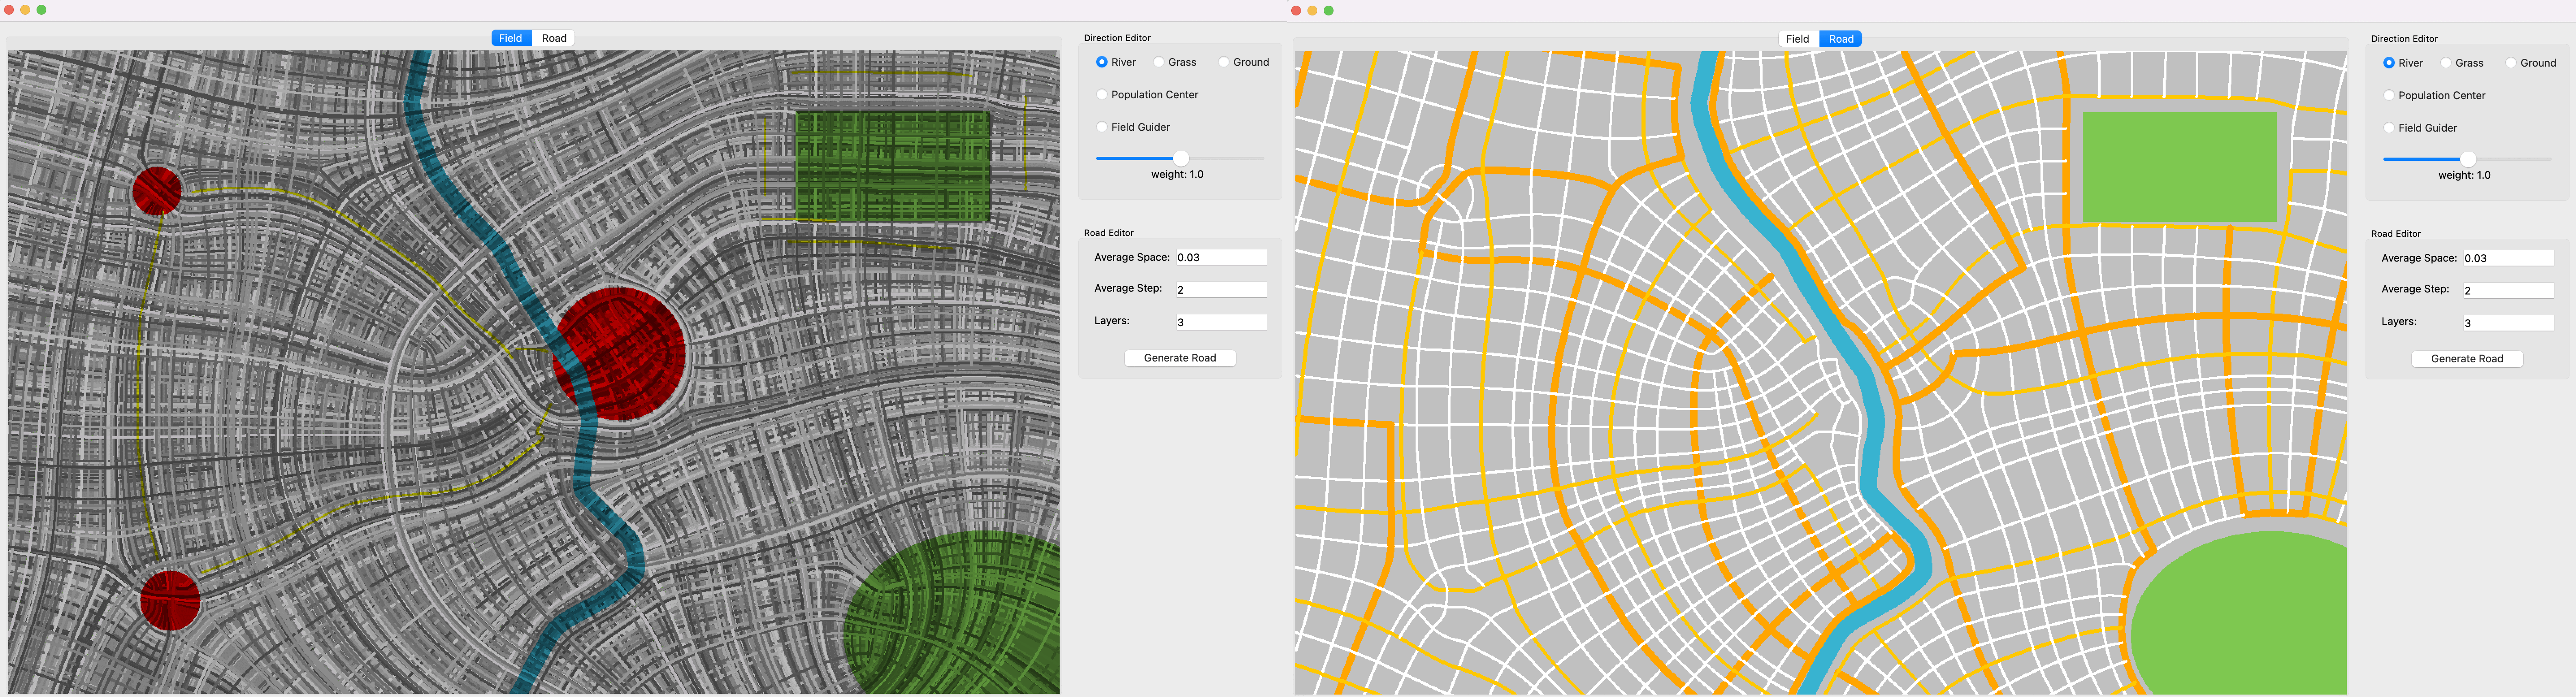 Field Road
Direction Editor
River Grass Ground
Population Center
Field Guider
weight: 1.0
Road Editor
Average Space: 0.03
Average Step: 2
Layers: 3
Generate Road
Field Road
Direction Editor
River Grass Ground
Population Center
Field Guider
weight: 1.0
Road Editor
Average Space: 0.03
Average Step: 2
Layers: 3
Generate Road